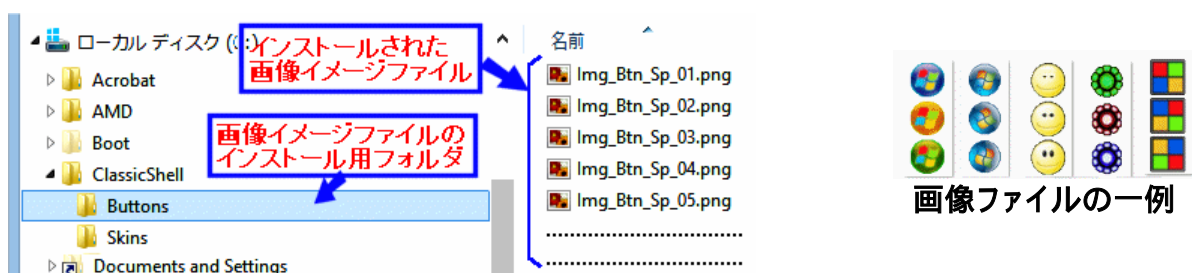 ローカル ディスク (C:)
インストールされた
画像イメージファイル
Acrobat
AMD
Boot
画像イメージファイルの
インストール用フォルダ
ClassicShell
Buttons
Skins
Documents and Settings
名前
Img_Btn_Sp_01.png
Img_Btn_Sp_02.png
Img_Btn_Sp_03.png
Img_Btn_Sp_04.png
Img_Btn_Sp_05.png
画像ファイルの一例